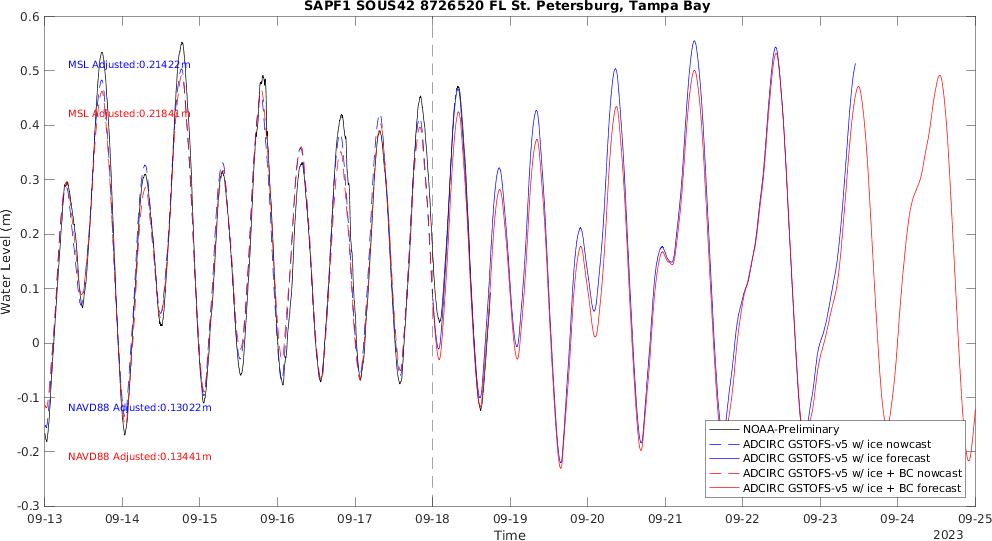 SAPF1 SOUS42 8726520 FL St. Petersburg, Tampa Bay
0.6
0.5
0.4
0.3
0.2
0.1
0
-0.1
-0.2
-0.3
Water Level (m)
MSL Adjusted:0.21422m
MSL Adjusted:0.21841m
NAVD88 Adjusted:0.13022m
NAVD88 Adjusted:0.13441m
NOAA-Preliminary
ADCIRC GSTOFS-v5 w/ ice nowcast
ADCIRC GSTOFS-v5 w/ ice forecast
ADCIRC GSTOFS-v5 w/ ice + BC nowcast
ADCIRC GSTOFS-v5 w/ ice + BC forecast
09-13 09-14 09-15 09-16 09-17 09-18 09-19 09-20 09-21 09-22 09-23 09-24 09-25
Time
2023